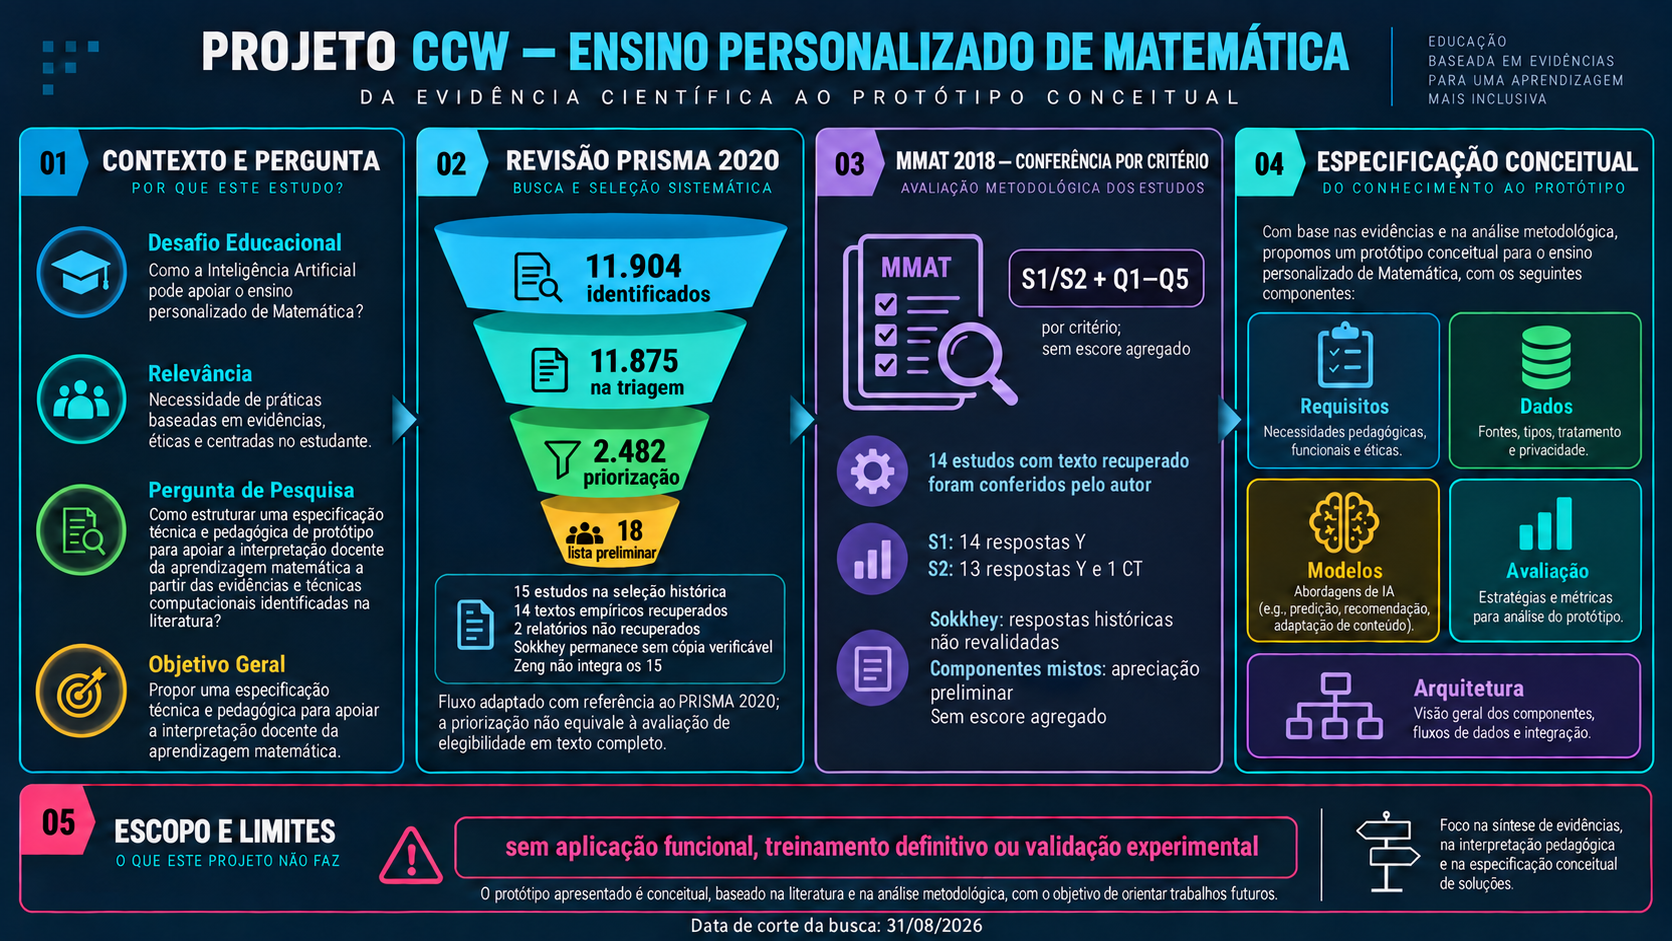 PROJETO CCW — ENSINO PERSONALIZADO DE MATEMÁTICA
DA EVIDÊNCIA CIENTÍFICA AO PROTÓTIPO CONCEITUAL
EDUCAÇÃO
BASEADA EM EVIDÊNCIAS
PARA UMA APRENDIZAGEM
MAIS INCLUSIVA
01
CONTEXTO E PERGUNTA
POR QUE ESTE ESTUDO?
Desafio Educacional
Como a Inteligência Artificial
pode apoiar o ensino
personalizado de Matemática?
Relevância
Necessidade de práticas
baseadas em evidências,
éticas e centradas no estudante.
Pergunta de Pesquisa
Como estruturar uma especificação
técnica e pedagógica de protótipo
para apoiar a interpretação docente
da aprendizagem matemática a
partir das evidências e técnicas
computacionais identificadas na
literatura?
Objetivo Geral
Propor uma especificação
técnica e pedagógica para apoiar
a interpretação docente da
aprendizagem matemática.
02
REVISÃO PRISMA 2020
BUSCA E SELEÇÃO SISTEMÁTICA
11.904
identificados
11.875
na triagem
2.482
priorização
18
lista preliminar
15 estudos na seleção histórica
14 textos empíricos recuperados
2 relatórios não recuperados
Sokkhey permanece sem cópia verificável
Zeng não integra os 15
Fluxo adaptado com referência ao PRISMA 2020;
a priorização não equivale à avaliação de
elegibilidade em texto completo.
03
MMAT 2018 — CONFERÊNCIA POR CRITÉRIO
AVALIAÇÃO METODOLÓGICA DOS ESTUDOS
MMAT
S1/S2 + Q1–Q5
por critério;
sem escore agregado
14 estudos com texto recuperado
foram conferidos pelo autor
S1: 14 respostas Y
S2: 13 respostas Y e 1 CT
Sokkhey: respostas históricas
não revalidadas
Componentes mistos: apreciação
preliminar
Sem escore agregado
04
ESPECIFICAÇÃO CONCEITUAL
DO CONHECIMENTO AO PROTÓTIPO
Com base nas evidências e na análise metodológica,
propomos um protótipo conceitual para o ensino
personalizado de Matemática, com os seguintes
componentes:
Requisitos
Necessidades pedagógicas,
funcionais e éticas.
Dados
Fontes, tipos, tratamento
e privacidade.
Modelos
Abordagens de IA
(e.g., predição, recomendação,
adaptação de conteúdo).
Avaliação
Estratégias e métricas
para análise do protótipo.
Arquitetura
Visão geral dos componentes,
fluxos de dados e integração.
05
ESCOPO E LIMITES
O QUE ESTE PROJETO NÃO FAZ
sem aplicação funcional, treinamento definitivo ou validação experimental
O protótipo apresentado é conceitual, baseado na literatura e na análise metodológica, com o objetivo de orientar trabalhos futuros.
Foco na síntese de evidências,
na interpretação pedagógica
e na especificação conceitual
de soluções.
Data de corte da busca: 31/08/2026